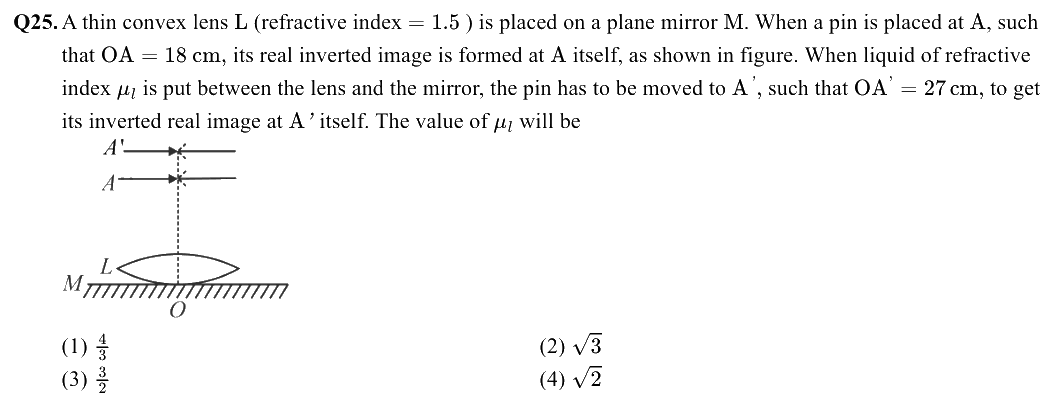 Q25. A thin convex lens L (refractive index = 1.5 ) is placed on a plane mirror M. When a pin is placed at A, such
that OA = 18 cm, its real inverted image is formed at A itself, as shown in figure. When liquid of refractive
index μₗ is put between the lens and the mirror, the pin has to be moved to A ', such that OA ' = 27 cm, to get
its inverted real image at A ' itself. The value of μₗ will be
A'
A
L
M
O
(1) 4/3 (2) √3
(3) 3/2 (4) √2